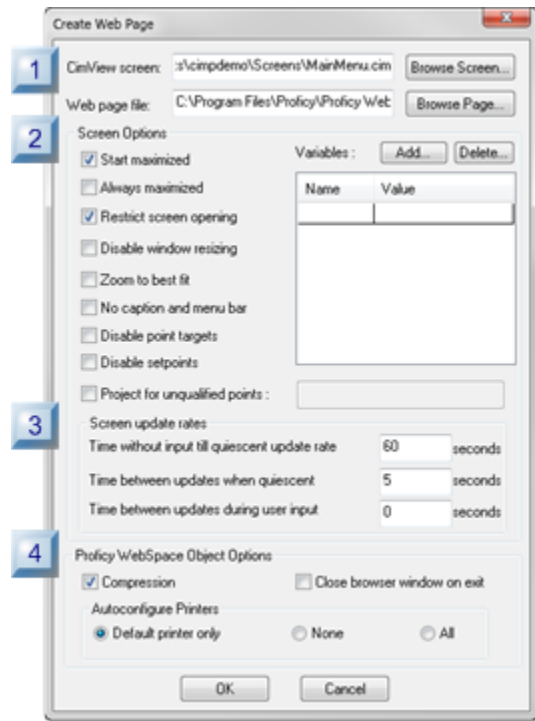 Create Web Page
1
CimView screen: :s\cimpdemo\Screens\MainMenu.cim Browse Screen...
Web page file: C:\Program Files\Proficy\Proficy Web Browse Page...
2
Screen Options
Start maximized
Variables : Add... Delete...
Always maximized
Name Value
Restrict screen opening
Disable window resizing
Zoom to best fit
No caption and menu bar
Disable point targets
Disable setpoints
Project for unqualified points :
3
Screen update rates
Time without input till quiescent update rate 60 seconds
Time between updates when quiescent 5 seconds
Time between updates during user input 0 seconds
4
Proficy WebSpace Object Options
Compression Close browser window on exit
Autoconfigure Printers
Default printer only None All
OK Cancel